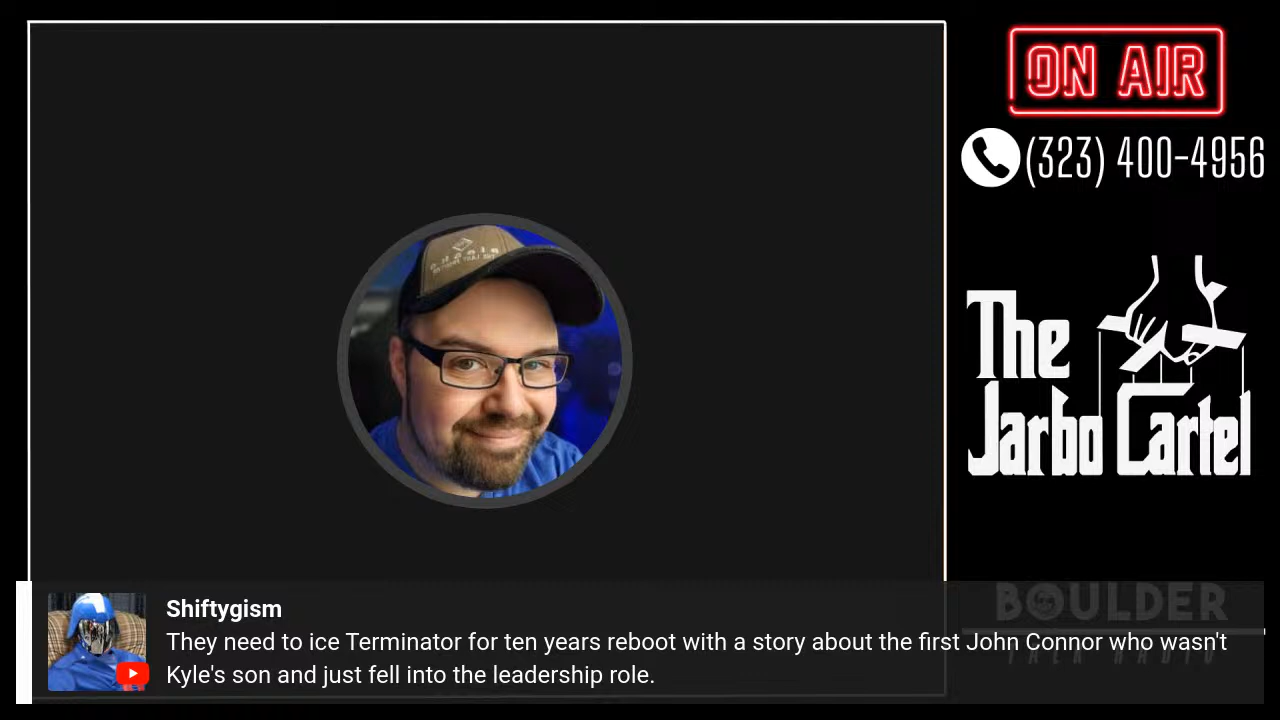 ON AIR
(323) 400-4956
The
Jarbo Cartel
BOULDER
Shiftygism
They need to ice Terminator for ten years reboot with a story about the first John Connor who wasn't
Kyle's son and just fell into the leadership role.